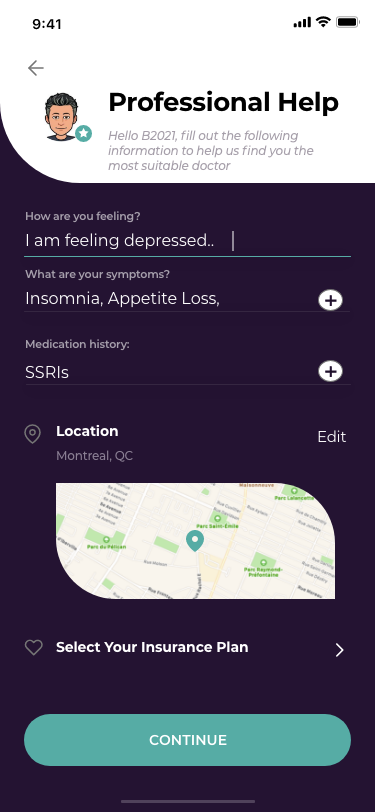 9:41
Professional Help
Hello B2021, fill out the following
information to help us find you the
most suitable doctor
How are you feeling?
I am feeling depressed..
What are your symptoms?
Insomnia, Appetite Loss,
Medication history:
SSRIs
Location
Edit
Montreal, QC
Maisonneuve
Parc Lafond
Parc Saint-Émile
Parc du Pélican
Parc Raymond-
Préfontaine
Select Your Insurance Plan
CONTINUE